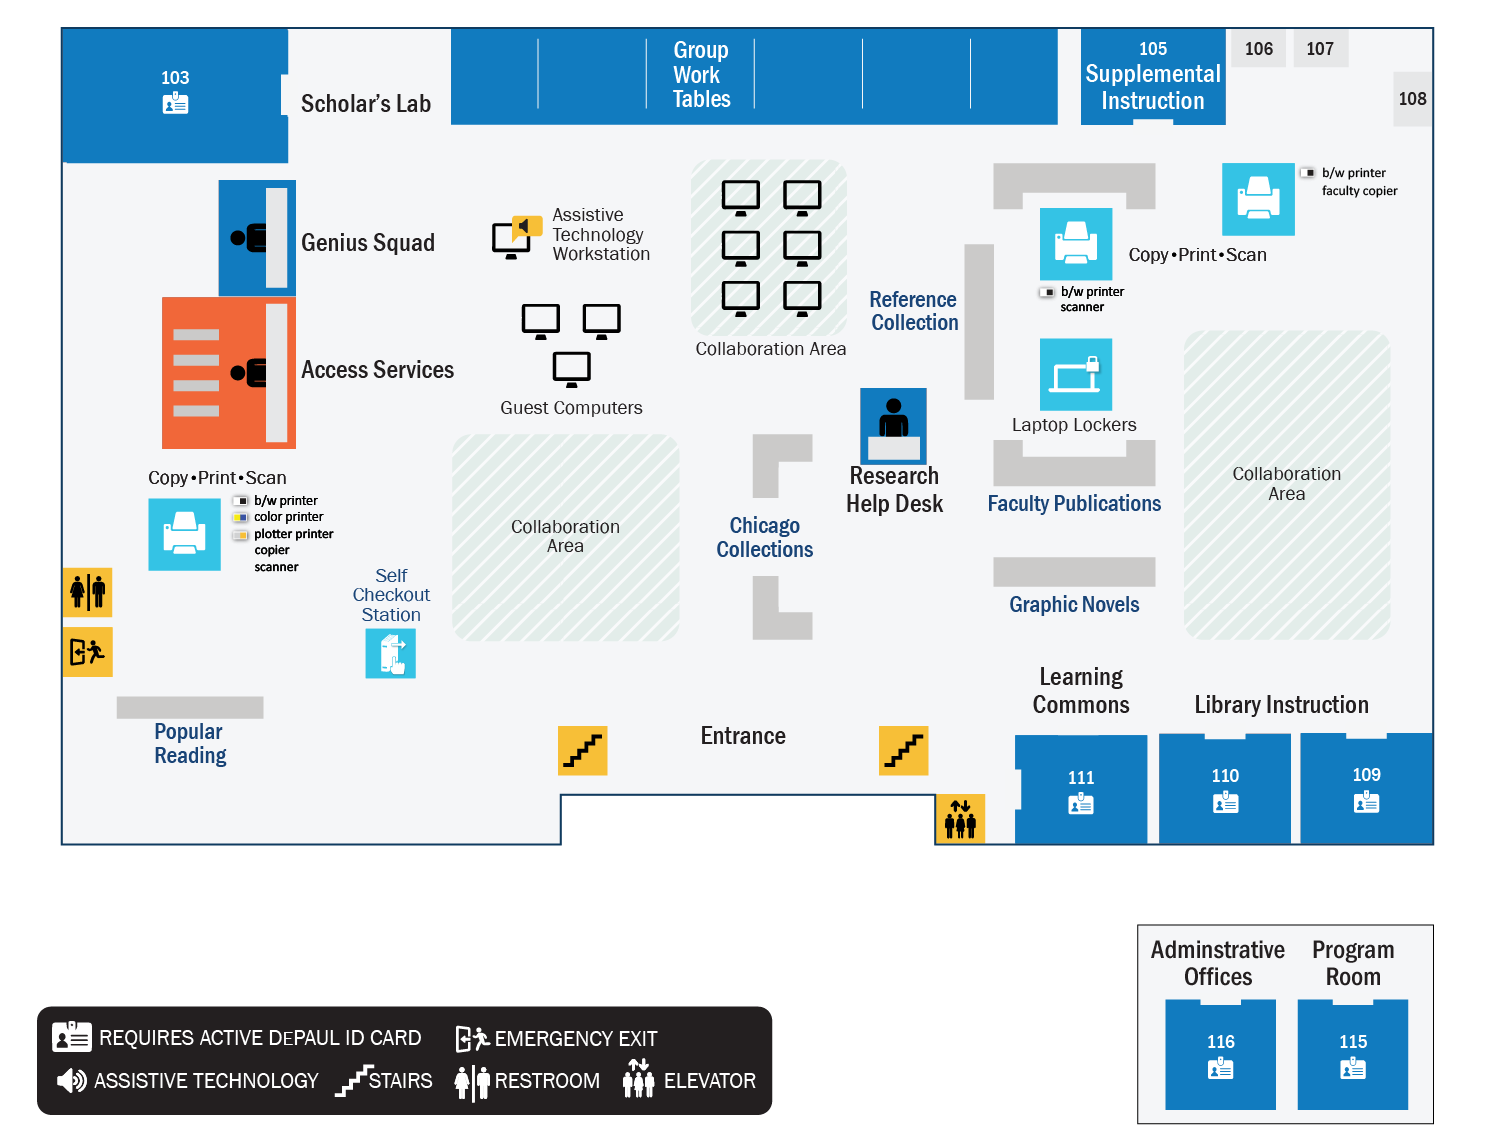 103
Scholar's Lab
Group
Work
Tables
105
Supplemental
Instruction
106
107
108
Genius Squad
Assistive
Technology
Workstation
b/w printer
faculty copier
Copy•Print•Scan
b/w printer
scanner
Reference
Collection
Collaboration Area
Access Services
Guest Computers
Laptop Lockers
Copy•Print•Scan
b/w printer
color printer
plotter printer
copier
scanner
Collaboration
Area
Research
Help Desk
Chicago
Collections
Faculty Publications
Collaboration
Area
Self
Checkout
Station
Graphic Novels
Popular
Reading
Entrance
Learning
Commons
Library Instruction
111
110
109
Adminstrative
Offices
Program
Room
116
115
REQUIRES ACTIVE DEPAUL ID CARD
EMERGENCY EXIT
ASSISTIVE TECHNOLOGY
STAIRS
RESTROOM
ELEVATOR